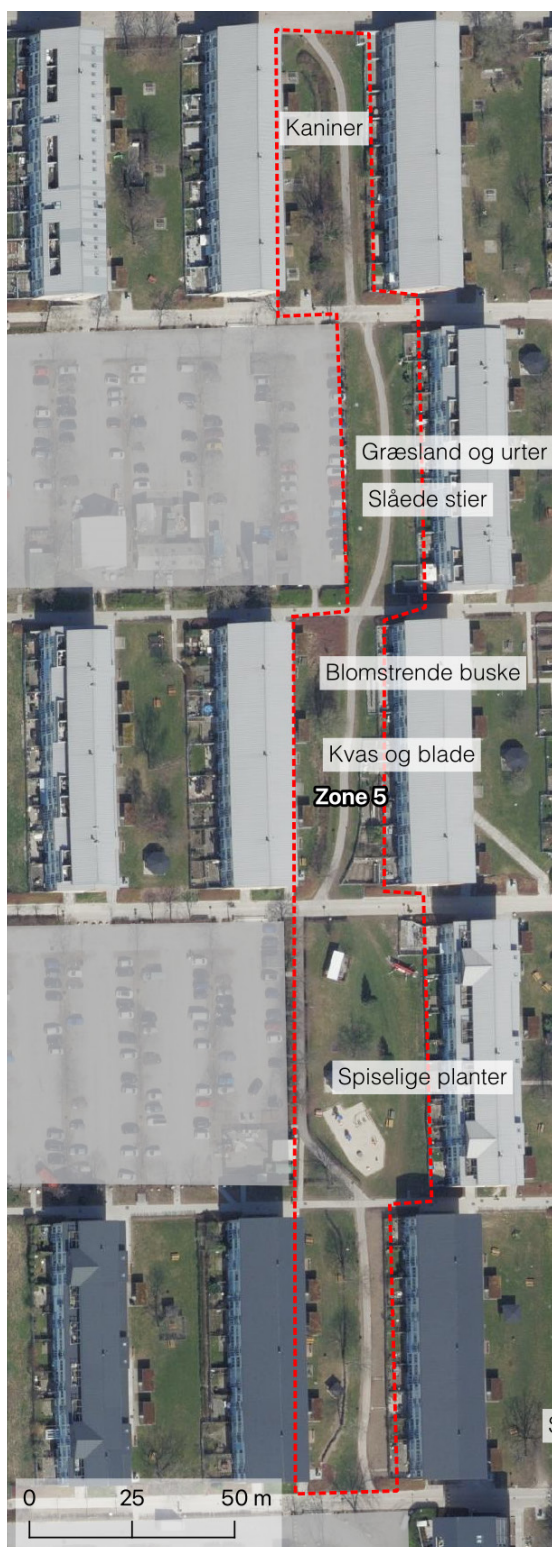 Kaniner
Græsland og urter
Slåede stier
Blomstrende buske
Kvas og blade
Zone 5
Spiselige planter
0 25 50 m